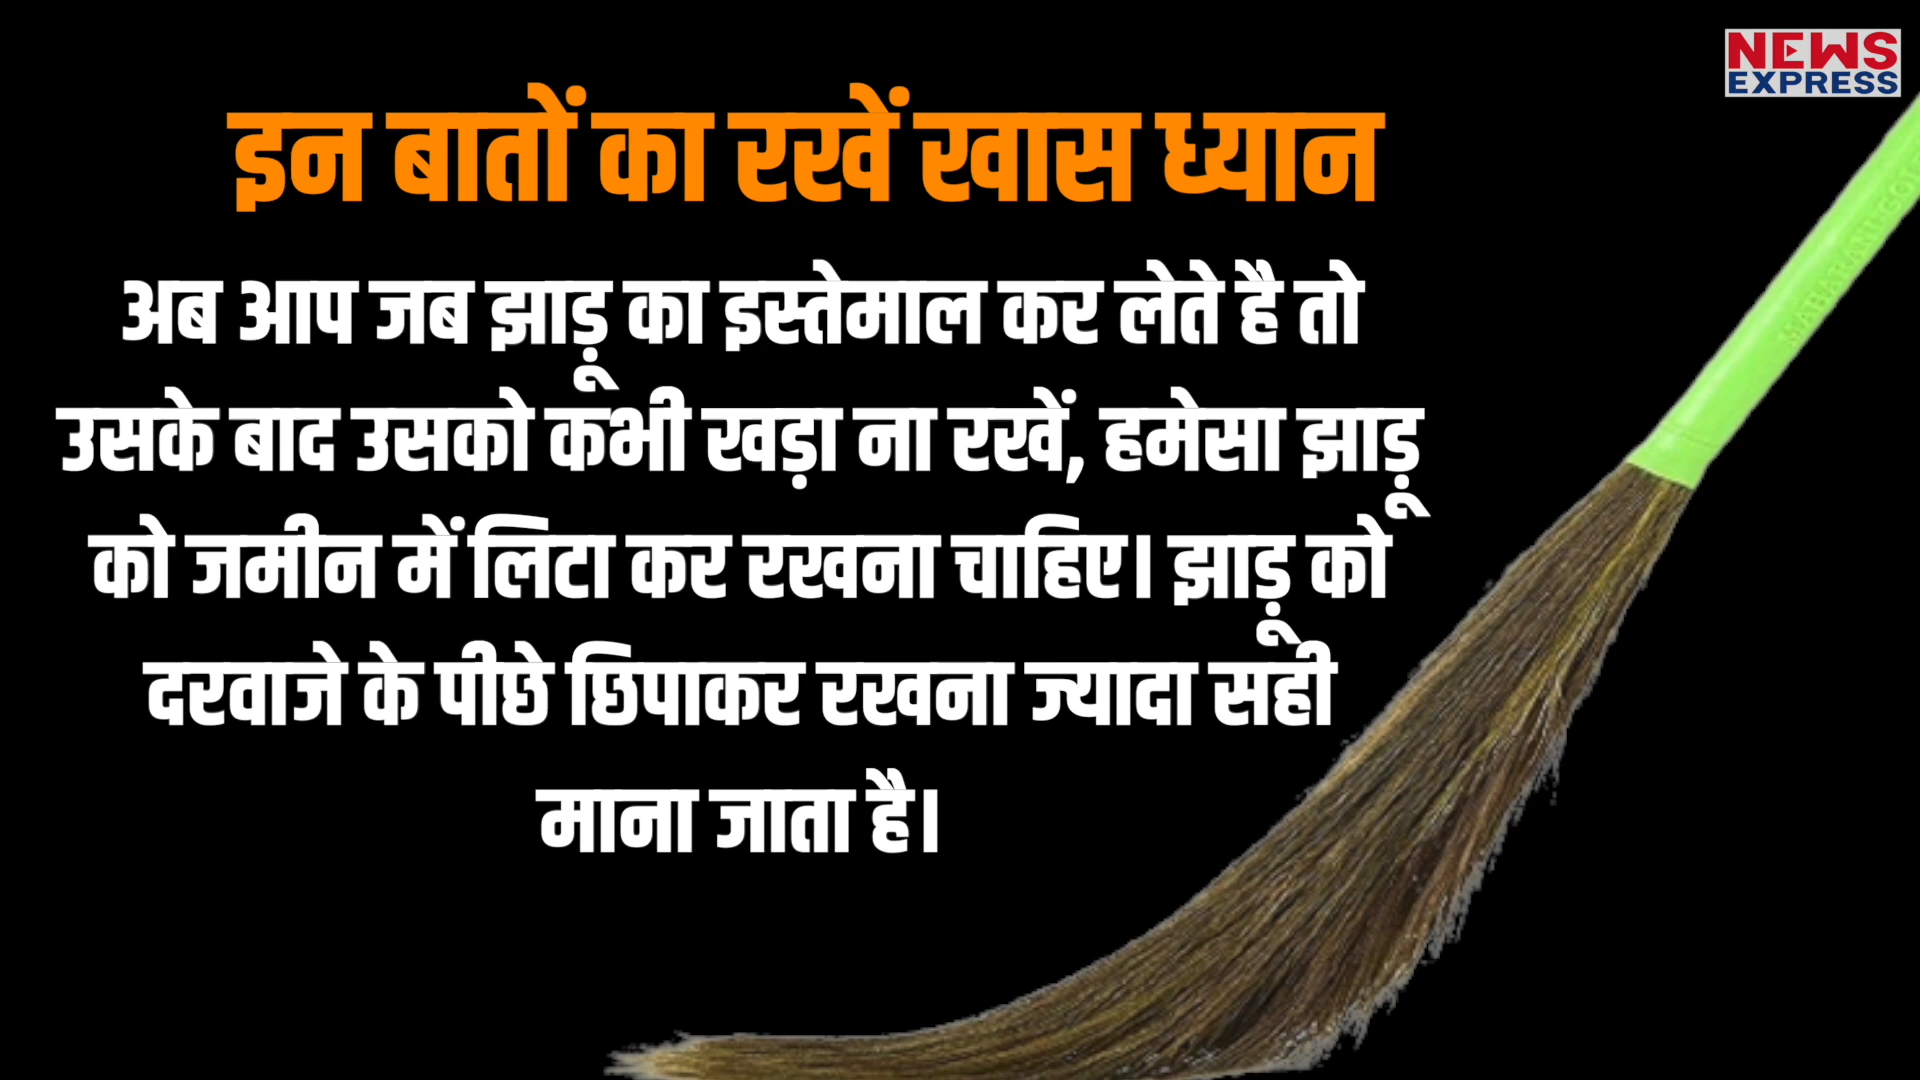 NEWS
EXPRESS
इन बातों का रखें खास ध्यान
अब आप जब झाड़ू का इस्तेमाल कर लेते है तो
उसके बाद उसको कभी खड़ा ना रखें, हमेसा झाड़ू
को जमीन में लिटा कर रखना चाहिए। झाड़ू को
दरवाजे के पीछे छिपाकर रखना ज्यादा सही
माना जाता है।